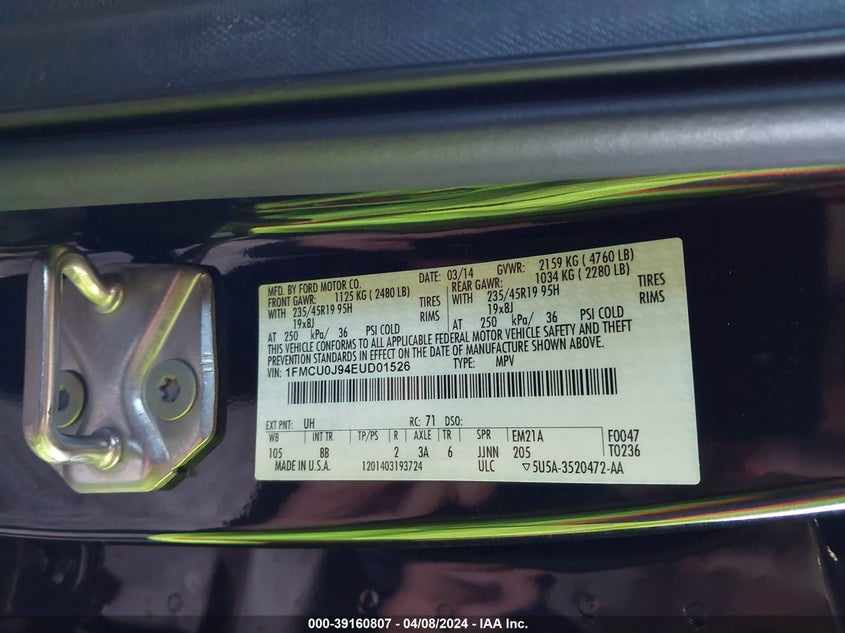 MFD. BY FORD MOTOR CO. DATE: 03/14 GVWR: 2159 KG ( 4760 LB)
FRONT GAWR: 1125 KG ( 2480 LB) REAR GAWR: 1034 KG ( 2280 LB)
WITH 235/45R19 95H TIRES WITH 235/45R19 95H TIRES
19x8J RIMS 19x8J RIMS
AT 250 kPa/ 36 PSI COLD AT 250 kPa/ 36 PSI COLD
THIS VEHICLE CONFORMS TO ALL APPLICABLE FEDERAL MOTOR VEHICLE SAFETY AND THEFT
PREVENTION STANDARDS IN EFFECT ON THE DATE OF MANUFACTURE SHOWN ABOVE.
VIN: 1FMCU0J94EUD01526 TYPE: MPV
EXT PNT: UH RC: 71 DSO:
WB INT TR TP/PS R AXLE TR SPR EM21A F0047
105 8B 2 3A 6 JJNN 205 T0236
MADE IN U.S.A. 1201403193724 ULC ▽5U5A-3520472-AA
000-39160807 - 04/08/2024 - IAA Inc.